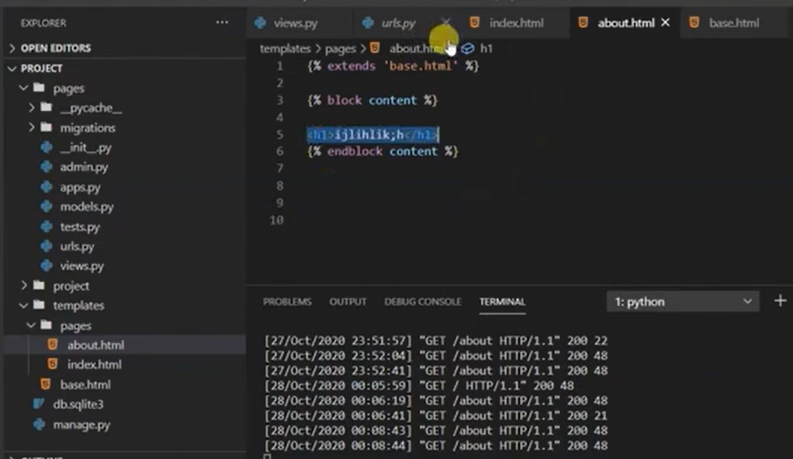 EXPLORER ...
OPEN EDITORS
PROJECT
pages
__pycache__
migrations
__init__.py
admin.py
apps.py
models.py
tests.py
urls.py
views.py
project
templates
pages
about.html
index.html
base.html
db.sqlite3
manage.py
views.py urls.py index.html about.html base.html
templates > pages > about.htm h1
1 {% extends 'base.html' %}
2
3 {% block content %}
4
5 <h1>ijlihlik;h</h1>
6 {% endblock content %}
7
8
9
10
PROBLEMS OUTPUT DEBUG CONSOLE TERMINAL 1: python
[27/Oct/2020 23:51:57] "GET /about HTTP/1.1" 200 22
[27/Oct/2020 23:52:04] "GET /about HTTP/1.1" 200 48
[27/Oct/2020 23:52:41] "GET /about HTTP/1.1" 200 48
[28/Oct/2020 00:05:59] "GET / HTTP/1.1" 200 48
[28/Oct/2020 00:06:19] "GET /about HTTP/1.1" 200 48
[28/Oct/2020 00:06:41] "GET /about HTTP/1.1" 200 21
[28/Oct/2020 00:08:43] "GET /about HTTP/1.1" 200 48
[28/Oct/2020 00:08:44] "GET /about HTTP/1.1" 200 48